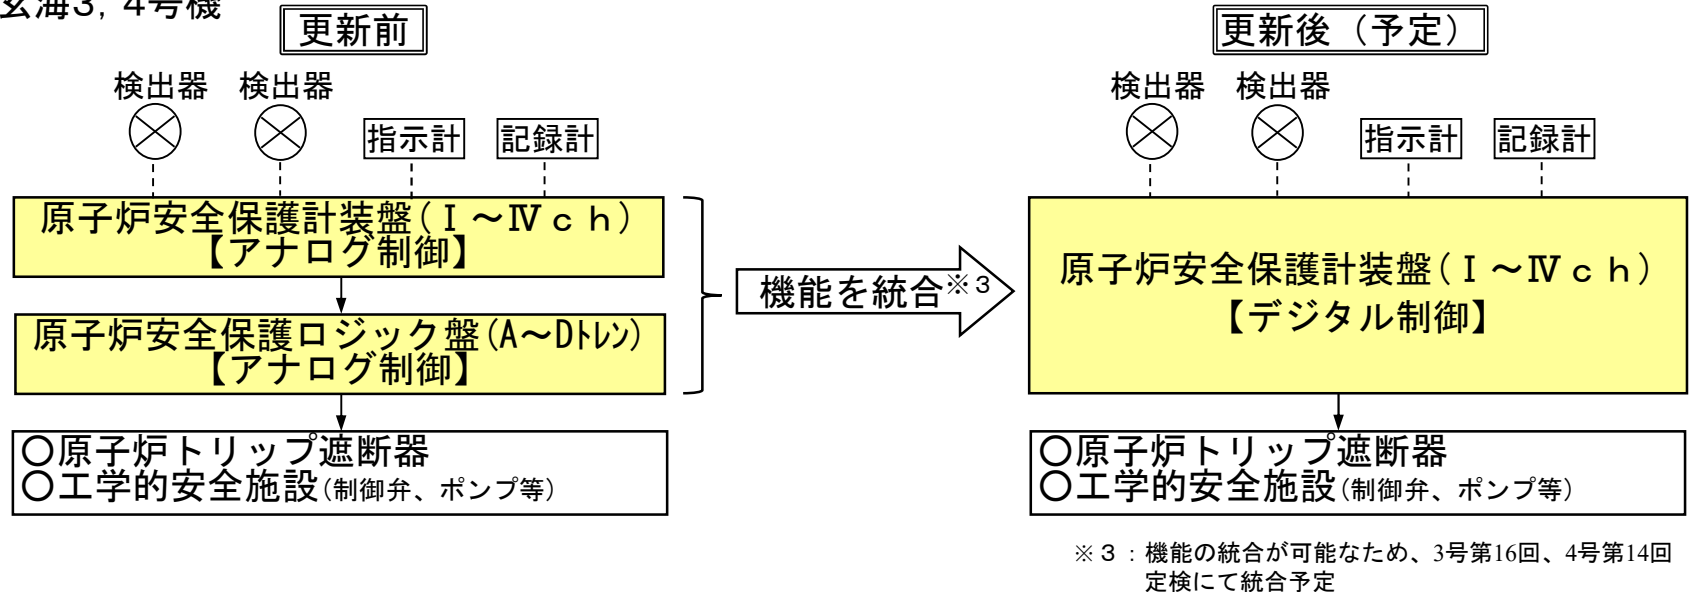 玄海3, 4号機
更新前
検出器 検出器
指示計 記録計
原子炉安全保護計装盤(Ⅰ～Ⅳｃｈ)
【アナログ制御】
原子炉安全保護ロジック盤(A～Dﾄﾚﾝ)
【アナログ制御】
〇原子炉トリップ遮断器
〇工学的安全施設(制御弁、ポンプ等)
機能を統合※3
更新後（予定）
検出器 検出器
指示計 記録計
原子炉安全保護計装盤(Ⅰ～Ⅳｃｈ)
【デジタル制御】
〇原子炉トリップ遮断器
〇工学的安全施設(制御弁、ポンプ等)
※３：機能の統合が可能なため、3号第16回、4号第14回
定検にて統合予定